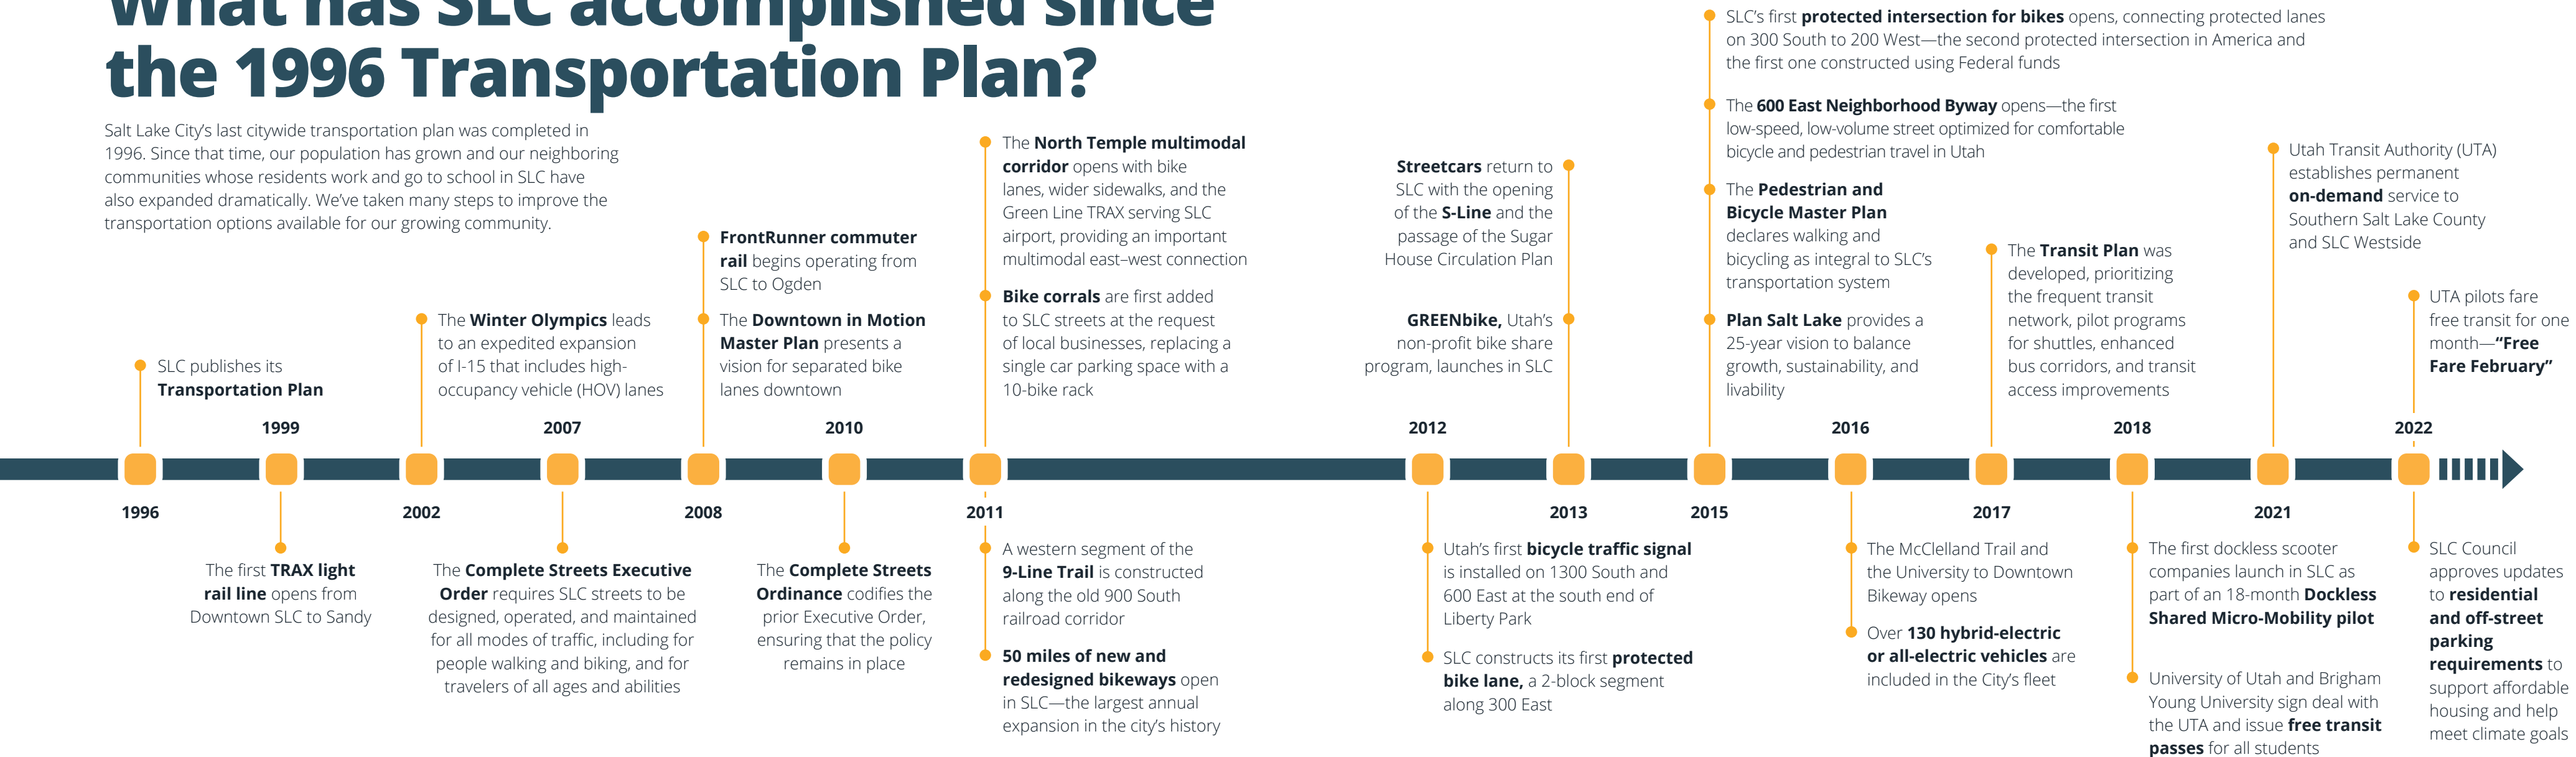 What has SLC accomplished since
the 1996 Transportation Plan?
Salt Lake City’s last citywide transportation plan was completed in
1996. Since that time, our population has grown and our neighboring
communities whose residents work and go to school in SLC have
also expanded dramatically. We’ve taken many steps to improve the
transportation options available for our growing community.
1996
SLC publishes its
Transportation Plan
1999
The first TRAX light
rail line opens from
Downtown SLC to Sandy
2002
The Winter Olympics leads
to an expedited expansion
of I-15 that includes high-
occupancy vehicle (HOV) lanes
2007
The Complete Streets Executive
Order requires SLC streets to be
designed, operated, and maintained
for all modes of traffic, including for
people walking and biking, and for
travelers of all ages and abilities
2008
FrontRunner commuter
rail begins operating from
SLC to Ogden
The Downtown in Motion
Master Plan presents a
vision for separated bike
lanes downtown
2010
The Complete Streets
Ordinance codifies the
prior Executive Order,
ensuring that the policy
remains in place
2011
The North Temple multimodal
corridor opens with bike
lanes, wider sidewalks, and the
Green Line TRAX serving SLC
airport, providing an important
multimodal east–west connection
Bike corrals are first added
to SLC streets at the request
of local businesses, replacing a
single car parking space with a
10-bike rack
A western segment of the
9-Line Trail is constructed
along the old 900 South
railroad corridor
50 miles of new and
redesigned bikeways open
in SLC—the largest annual
expansion in the city’s history
2012
Utah’s first bicycle traffic signal
is installed on 1300 South and
600 East at the south end of
Liberty Park
SLC constructs its first protected
bike lane, a 2-block segment
along 300 East
2013
Streetcars return to
SLC with the opening
of the S-Line and the
passage of the Sugar
House Circulation Plan
GREENbike, Utah’s
non-profit bike share
program, launches in SLC
2015
SLC’s first protected intersection for bikes opens, connecting protected lanes
on 300 South to 200 West—the second protected intersection in America and
the first one constructed using Federal funds
The 600 East Neighborhood Byway opens—the first
low-speed, low-volume street optimized for comfortable
bicycle and pedestrian travel in Utah
The Pedestrian and
Bicycle Master Plan
declares walking and
bicycling as integral to SLC’s
transportation system
Plan Salt Lake provides a
25-year vision to balance
growth, sustainability, and
livability
2016
The McClelland Trail and
the University to Downtown
Bikeway opens
Over 130 hybrid-electric
or all-electric vehicles are
included in the City’s fleet
2017
The Transit Plan was
developed, prioritizing
the frequent transit
network, pilot programs
for shuttles, enhanced
bus corridors, and transit
access improvements
2018
The first dockless scooter
companies launch in SLC as
part of an 18-month Dockless
Shared Micro-Mobility pilot
University of Utah and Brigham
Young University sign deal with
the UTA and issue free transit
passes for all students
2021
Utah Transit Authority (UTA)
establishes permanent
on-demand service to
Southern Salt Lake County
and SLC Westside
2022
UTA pilots fare
free transit for one
month—“Free
Fare February”
SLC Council
approves updates
to residential
and off-street
parking
requirements to
support affordable
housing and help
meet climate goals